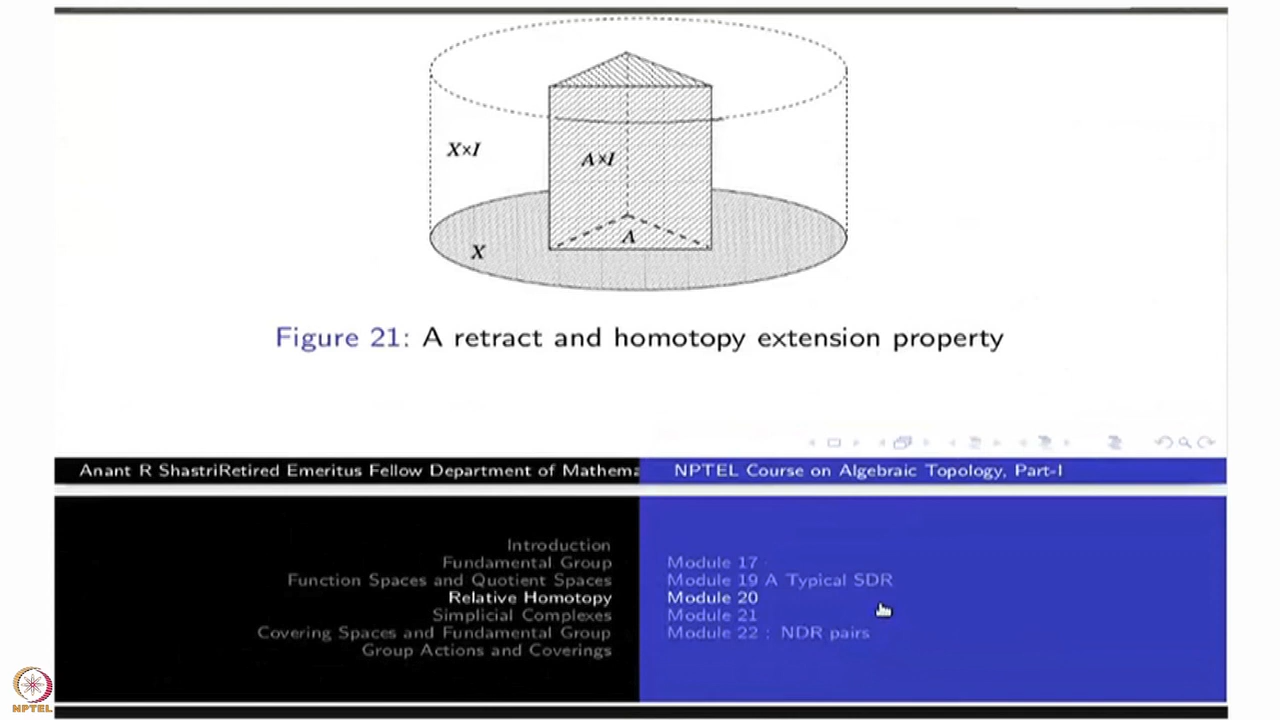 X×I
A×I
A
X
Figure 21: A retract and homotopy extension property
Anant R ShastriRetired Emeritus Fellow Department of Mathema
NPTEL Course on Algebraic Topology, Part-I
Introduction
Fundamental Group
Function Spaces and Quotient Spaces
Relative Homotopy
Simplicial Complexes
Covering Spaces and Fundamental Group
Group Actions and Coverings
Module 17
Module 19 A Typical SDR
Module 20
Module 21
Module 22 : NDR pairs
NPTEL